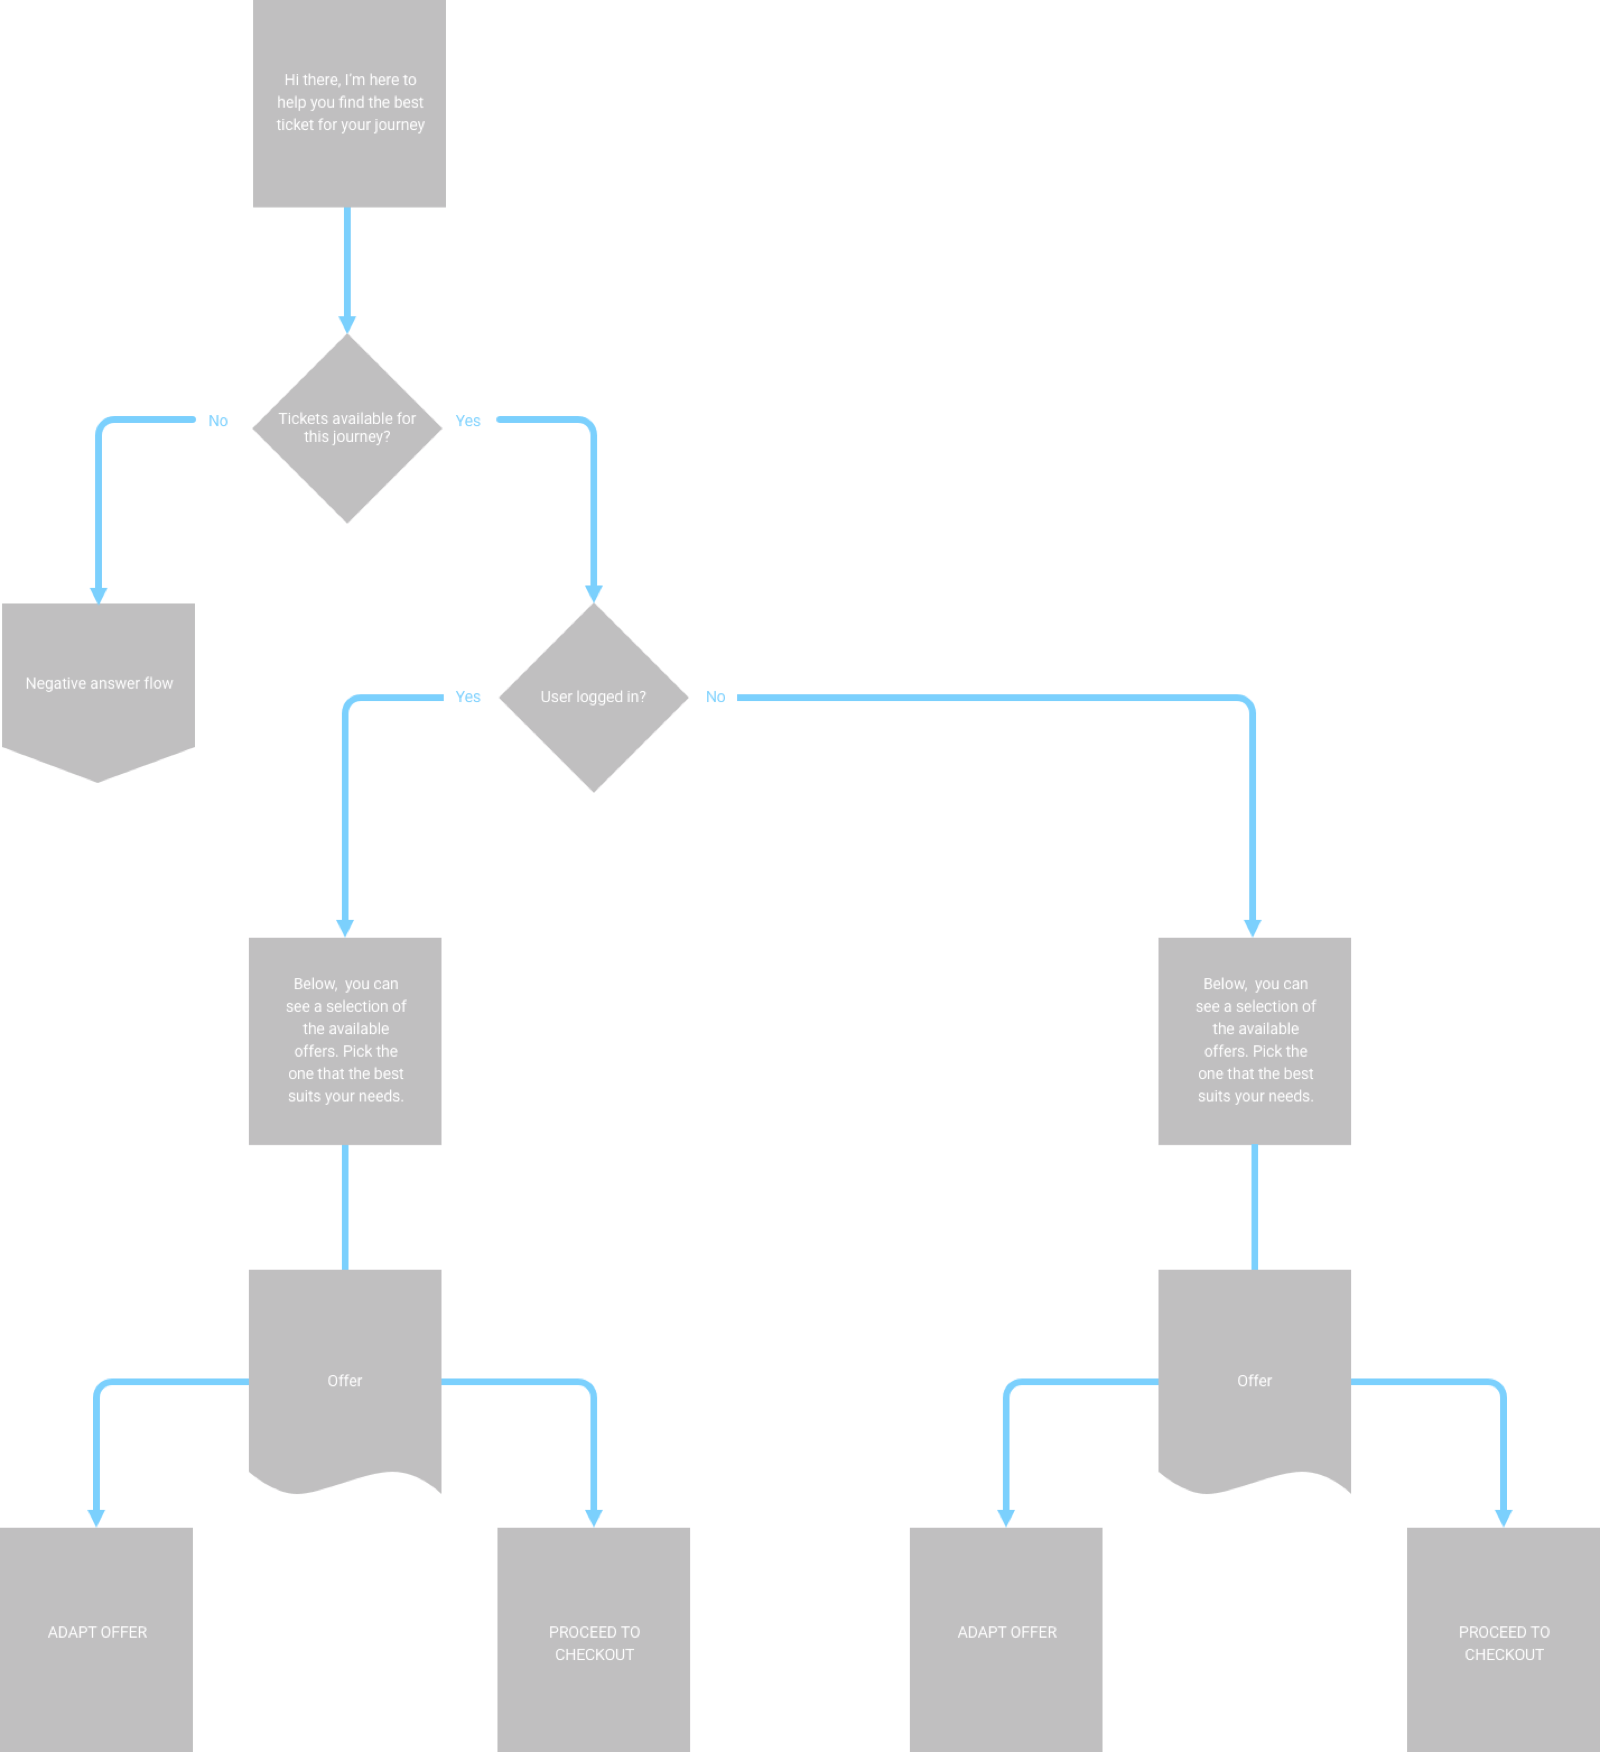 Hi there, I'm here to
help you find the best
ticket for your journey
No
Tickets available for
this journey?
Yes
Negative answer flow
Yes
User logged in?
No
Below,  you can
see a selection of
the available
offers. Pick the
one that the best
suits your needs.
Below,  you can
see a selection of
the available
offers. Pick the
one that the best
suits your needs.
Offer
Offer
ADAPT OFFER
PROCEED TO
CHECKOUT
ADAPT OFFER
PROCEED TO
CHECKOUT